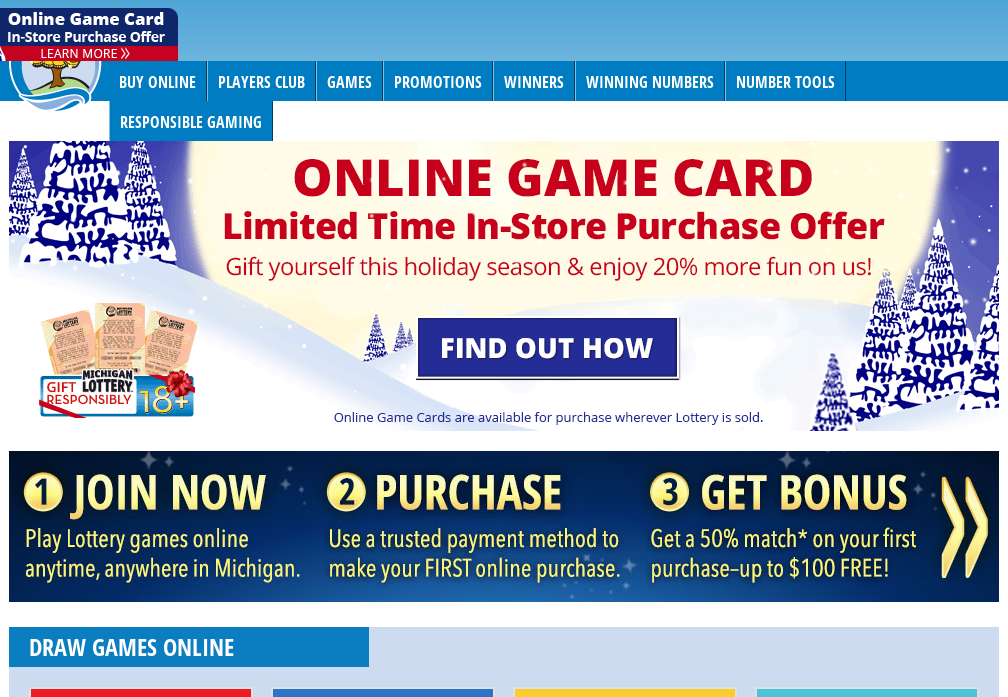 Online Game Card
In-Store Purchase Offer
LEARN MORE »
BUY ONLINE PLAYERS CLUB GAMES PROMOTIONS WINNERS WINNING NUMBERS NUMBER TOOLS
RESPONSIBLE GAMING
ONLINE GAME CARD
Limited Time In-Store Purchase Offer
Gift yourself this holiday season & enjoy 20% more fun on us!
FIND OUT HOW
MICHIGAN
LOTTERY
GIFT
RESPONSIBLY
18+
Online Game Cards are available for purchase wherever Lottery is sold.
1 JOIN NOW
Play Lottery games online
anytime, anywhere in Michigan.
2 PURCHASE
Use a trusted payment method to
make your FIRST online purchase.
3 GET BONUS
Get a 50% match* on your first
purchase–up to $100 FREE!
DRAW GAMES ONLINE